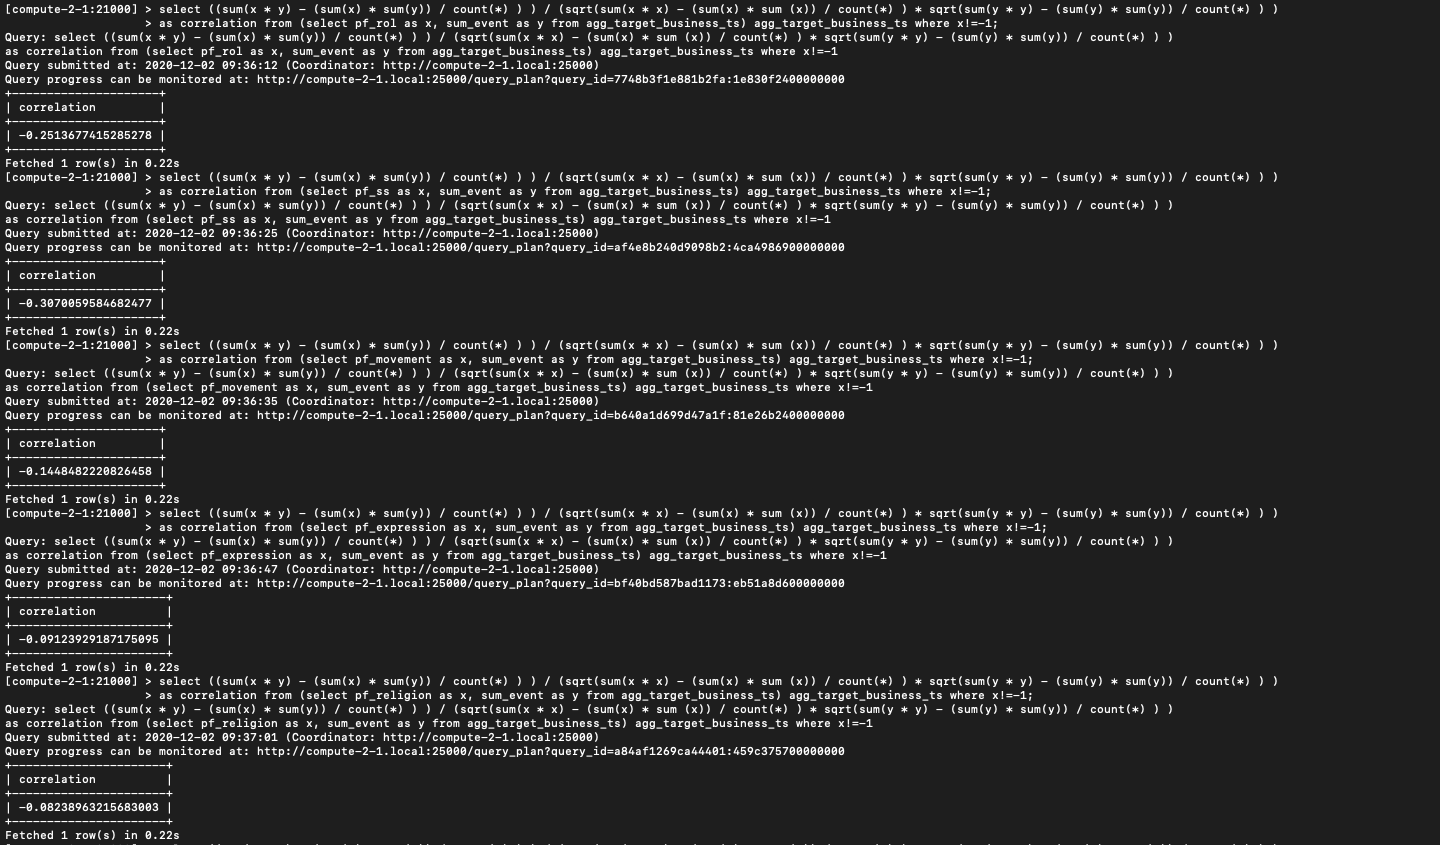 [compute-2-1:21000] > select ((sum(x * y) - (sum(x) * sum(y)) / count(*) ) ) / (sqrt(sum(x * x) - (sum(x) * sum (x)) / count(*) ) * sqrt(sum(y * y) - (sum(y) * sum(y)) / count(*) ) )
> as correlation from (select pf_rol as x, sum_event as y from agg_target_business_ts) agg_target_business_ts where x!=-1;
Query: select ((sum(x * y) - (sum(x) * sum(y)) / count(*) ) ) / (sqrt(sum(x * x) - (sum (x)) / count(*) ) * sqrt(sum(y * y) - (sum(y) * sum(y)) / count(*) ) )
as correlation from (select pf_rol as x, sum_event as y from agg_target_business_ts) agg_target_business_ts where x!=-1
Query submitted at: 2020-12-02 09:36:12 (Coordinator: http://compute-2-1.local:25000)
Query progress can be monitored at: http://compute-2-1.local:25000/query_plan?query_id=7748b3f1e881b2fa:1e830f2400000000
+---------------------+
| correlation |
+---------------------+
| -0.2513677415285278 |
+---------------------+
Fetched 1 row(s) in 0.22s
[compute-2-1:21000] > select ((sum(x * y) - (sum(x) * sum(y)) / count(*) ) ) / (sqrt(sum(x * x) - (sum(x) * sum (x)) / count(*) ) * sqrt(sum(y * y) - (sum(y) * sum(y)) / count(*) ) )
> as correlation from (select pf_ss as x, sum_event as y from agg_target_business_ts) agg_target_business_ts where x!=-1;
Query: select ((sum(x * y) - (sum(x) * sum(y)) / count(*) ) ) / (sqrt(sum(x * x) - (sum(x) * sum (x)) / count(*) ) * sqrt(sum(y * y) - (sum(y) * sum(y)) / count(*) ) )
as correlation from (select pf_ss as x, sum_event as y from agg_target_business_ts) agg_target_business_ts where x!=-1
Query submitted at: 2020-12-02 09:36:25 (Coordinator: http://compute-2-1.local:25000)
Query progress can be monitored at: http://compute-2-1.local:25000/query_plan?query_id=af4e8b240d9098b2:4ca4986900000000
+---------------------+
| correlation |
+---------------------+
| -0.3070059584682477 |
+---------------------+
Fetched 1 row(s) in 0.22s
[compute-2-1:21000] > select ((sum(x * y) - (sum(x) * sum(y)) / count(*) ) ) / (sqrt(sum(x * x) - (sum(x) * sum (x)) / count(*) ) * sqrt(sum(y * y) - (sum(y) * sum(y)) / count(*) ) )
> as correlation from (select pf_movement as x, sum_event as y from agg_target_business_ts) agg_target_business_ts where x!=-1;
Query: select ((sum(x * y) - (sum(x) * sum(y)) / count(*) ) ) / (sqrt(sum(x * x) - (sum(x) * sum (x)) / count(*) ) * sqrt(sum(y * y) - (sum(y) * sum(y)) / count(*) ) )
as correlation from (select pf_movement as x, sum_event as y from agg_target_business_ts) agg_target_business_ts where x!=-1
Query submitted at: 2020-12-02 09:36:35 (Coordinator: http://compute-2-1.local:25000)
Query progress can be monitored at: http://compute-2-1.local:25000/query_plan?query_id=b640a1d699d47a1f:81e26b2400000000
+---------------------+
| correlation |
+---------------------+
| -0.1448482220826458 |
+---------------------+
Fetched 1 row(s) in 0.22s
[compute-2-1:21000] > select ((sum(x * y) - (sum(x) * sum(y)) / count(*) ) ) / (sqrt(sum(x * x) - (sum(x) * sum (x)) / count(*) ) * sqrt(sum(y * y) - (sum(y) * sum(y)) / count(*) ) )
> as correlation from (select pf_expression as x, sum_event as y from agg_target_business_ts) agg_target_business_ts where x!=-1;
Query: select ((sum(x * y) - (sum(x) * sum(y)) / count(*) ) ) / (sqrt(sum(x * x) - (sum(x) * sum (x)) / count(*) ) * sqrt(sum(y * y) - (sum(y) * sum(y)) / count(*) ) )
as correlation from (select pf_expression as x, sum_event as y from agg_target_business_ts) agg_target_business_ts where x!=-1
Query submitted at: 2020-12-02 09:36:47 (Coordinator: http://compute-2-1.local:25000)
Query progress can be monitored at: http://compute-2-1.local:25000/query_plan?query_id=bf40bd587bad1173:eb51a8d600000000
+----------------------+
| correlation |
+----------------------+
| -0.09123929187175095 |
+----------------------+
Fetched 1 row(s) in 0.22s
[compute-2-1:21000] > select ((sum(x * y) - (sum(x) * sum(y)) / count(*) ) ) / (sqrt(sum(x * x) - (sum(x) * sum (x)) / count(*) ) * sqrt(sum(y * y) - (sum(y) * sum(y)) / count(*) ) )
> as correlation from (select pf_religion as x, sum_event as y from agg_target_business_ts) agg_target_business_ts where x!=-1;
Query: select ((sum(x * y) - (sum(x) * sum(y)) / count(*) ) ) / (sqrt(sum(x * x) - (sum(x) * sum (x)) / count(*) ) * sqrt(sum(y * y) - (sum(y) * sum(y)) / count(*) ) )
as correlation from (select pf_religion as x, sum_event as y from agg_target_business_ts) agg_target_business_ts where x!=-1
Query submitted at: 2020-12-02 09:37:01 (Coordinator: http://compute-2-1.local:25000)
Query progress can be monitored at: http://compute-2-1.local:25000/query_plan?query_id=a84af1269ca44401:459c375700000000
+----------------------+
| correlation |
+----------------------+
| -0.08238963215683003 |
+----------------------+
Fetched 1 row(s) in 0.22s